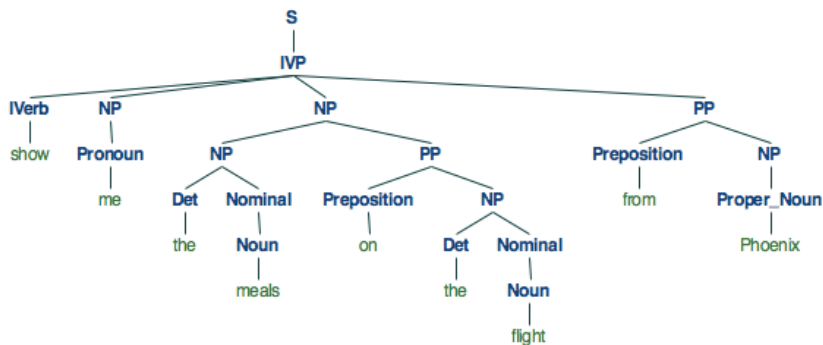 S
IVP
IVerb NP NP PP
show Pronoun NP PP Preposition NP
me Det Nominal Preposition NP from Proper_Noun
the Noun on Det Nominal Phoenix
meals the Noun
flight